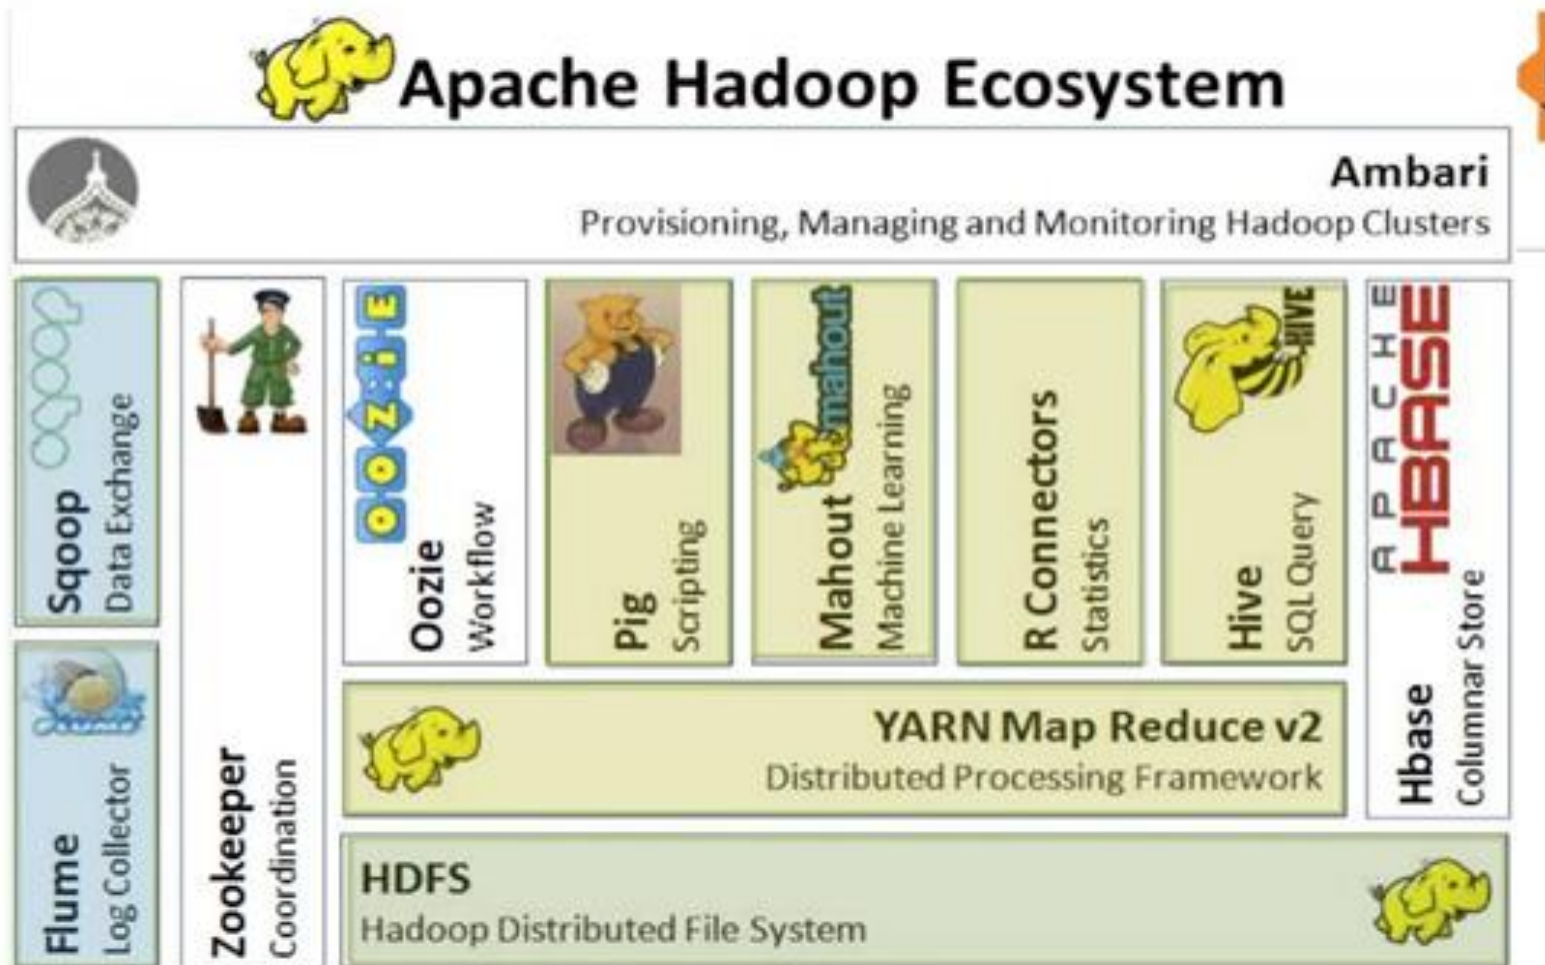 Apache Hadoop Ecosystem
Ambari
Provisioning, Managing and Monitoring Hadoop Clusters
Sqoop
Data Exchange
Flume
Log Collector
Zookeeper
Coordination
OOZiE
Oozie
Workflow
Pig
Scripting
mahout
Mahout
Machine Learning
R Connectors
Statistics
HIVE
Hive
SQL Query
APACHE
HBASE
Hbase
Columnar Store
YARN Map Reduce v2
Distributed Processing Framework
HDFS
Hadoop Distributed File System